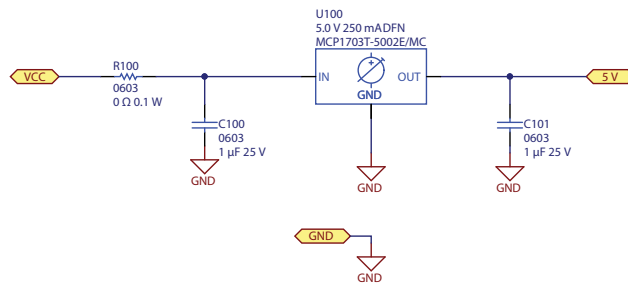 U100
5.0 V 250 mADFN
MCP1703T-5002E/MC
VCC
R100
0603
0 Ω 0.1 W
IN
OUT
GND
5 V
C100
0603
1 µF 25 V
GND
GND
C101
0603
1 µF 25 V
GND
GND
GND